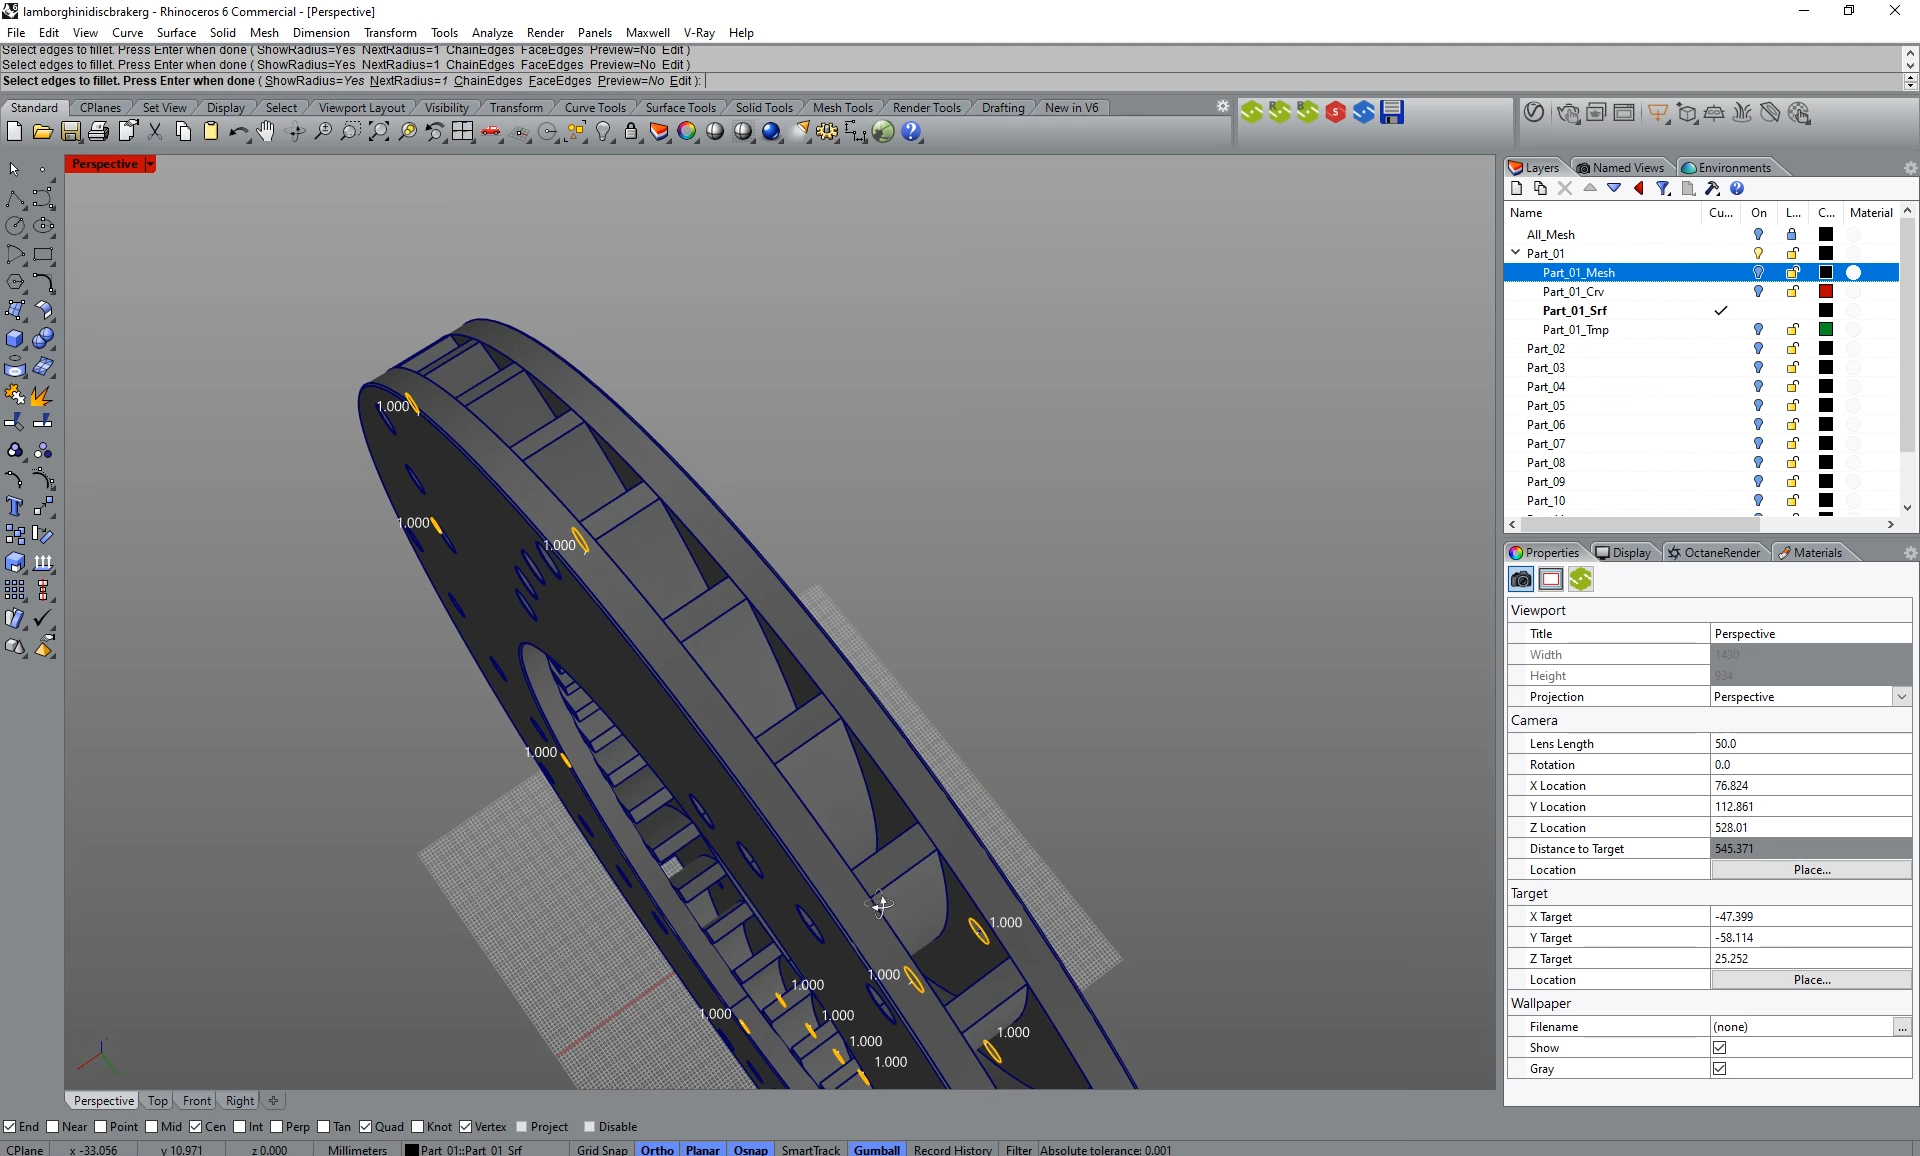 lamborghinidiscbrakerg - Rhinoceros 6 Commercial - [Perspective]
File Edit View Curve Surface Solid Mesh Dimension Transform Tools Analyze Render Panels Maxwell V-Ray Help
Select edges to fillet. Press Enter when done ( ShowRadius=Yes NextRadius=1 ChainEdges FaceEdges Preview=No Edit )
Select edges to fillet. Press Enter when done ( ShowRadius=Yes NextRadius=1 ChainEdges FaceEdges Preview=No Edit )
Select edges to fillet. Press Enter when done ( ShowRadius=Yes NextRadius=1 ChainEdges FaceEdges Preview=No Edit ):
Standard CPlanes Set View Display Select Viewport Layout Visibility Transform Curve Tools Surface Tools Solid Tools Mesh Tools Render Tools Drafting New in V6
Perspective
Layers Named Views Environments
Name Cu... On L... C... Material
All_Mesh
Part_01
Part_01_Mesh
Part_01_Crv
Part_01_Srf
Part_01_Tmp
Part_02
Part_03
Part_04
Part_05
Part_06
Part_07
Part_08
Part_09
Part_10
Properties Display OctaneRender Materials
Viewport
Title Perspective
Width 1430
Height 934
Projection Perspective
Camera
Lens Length 50.0
Rotation 0.0
X Location 76.824
Y Location 112.861
Z Location 528.01
Distance to Target 545.371
Location Place...
Target
X Target -47.399
Y Target -58.114
Z Target 25.252
Location Place...
Wallpaper
Filename (none) ...
Show
Gray
1.000
1.000
1.000
1.000
1.000
1.000
1.000
1.000
1.000
1.000
1.000
1.000
Perspective Top Front Right
End Near Point Mid Cen Int Perp Tan Quad Knot Vertex Project Disable
CPlane x -33.056 y 10.971 z 0.000 Millimeters Part_01::Part_01_Srf Grid Snap Ortho Planar Osnap SmartTrack Gumball Record History Filter Absolute tolerance: 0.001